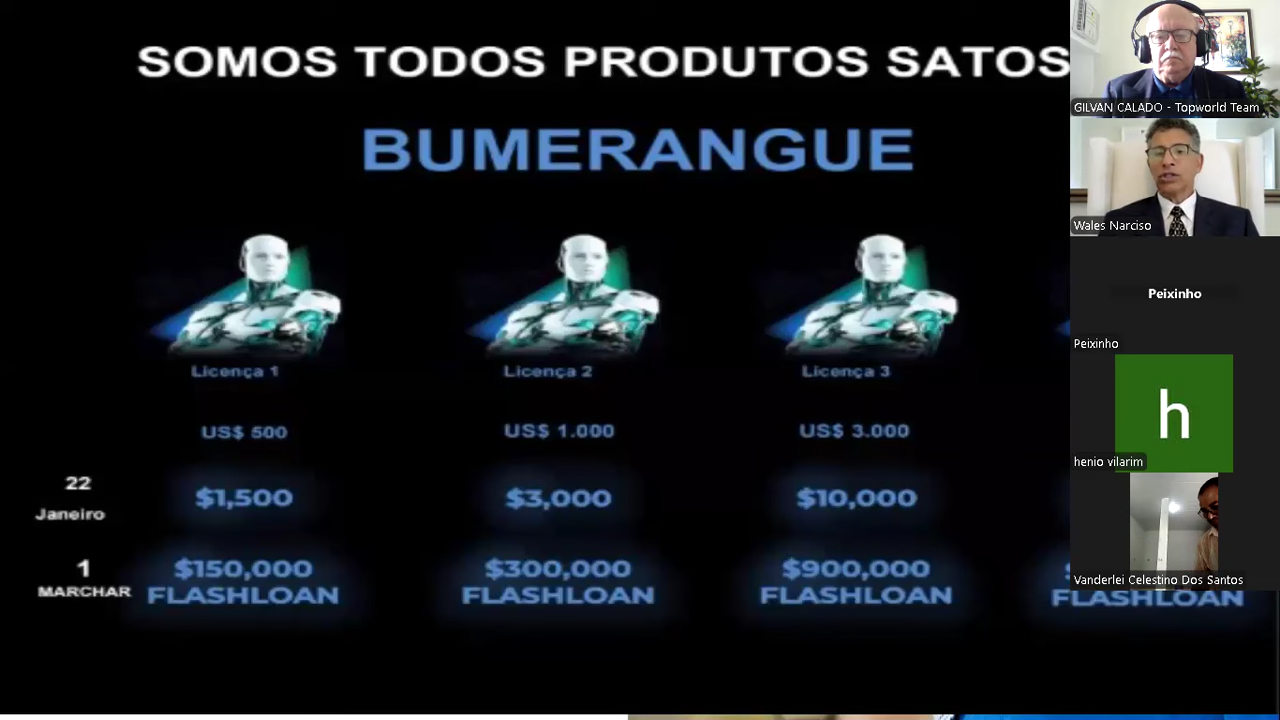 SOMOS TODOS PRODUTOS SATOS
BUMERANGUE
Licença 1
Licença 2
Licença 3
US$ 500
US$ 1.000
US$ 3.000
22
Janeiro
$1,500
$3,000
$10,000
1
MARCHAR
$150,000
FLASHLOAN
$300,000
FLASHLOAN
$900,000
FLASHLOAN
FLASHLOAN
GILVAN CALADO - Topworld Team
Wales Narciso
Peixinho
Peixinho
h
henio vilarim
Vanderlei Celestino Dos Santos